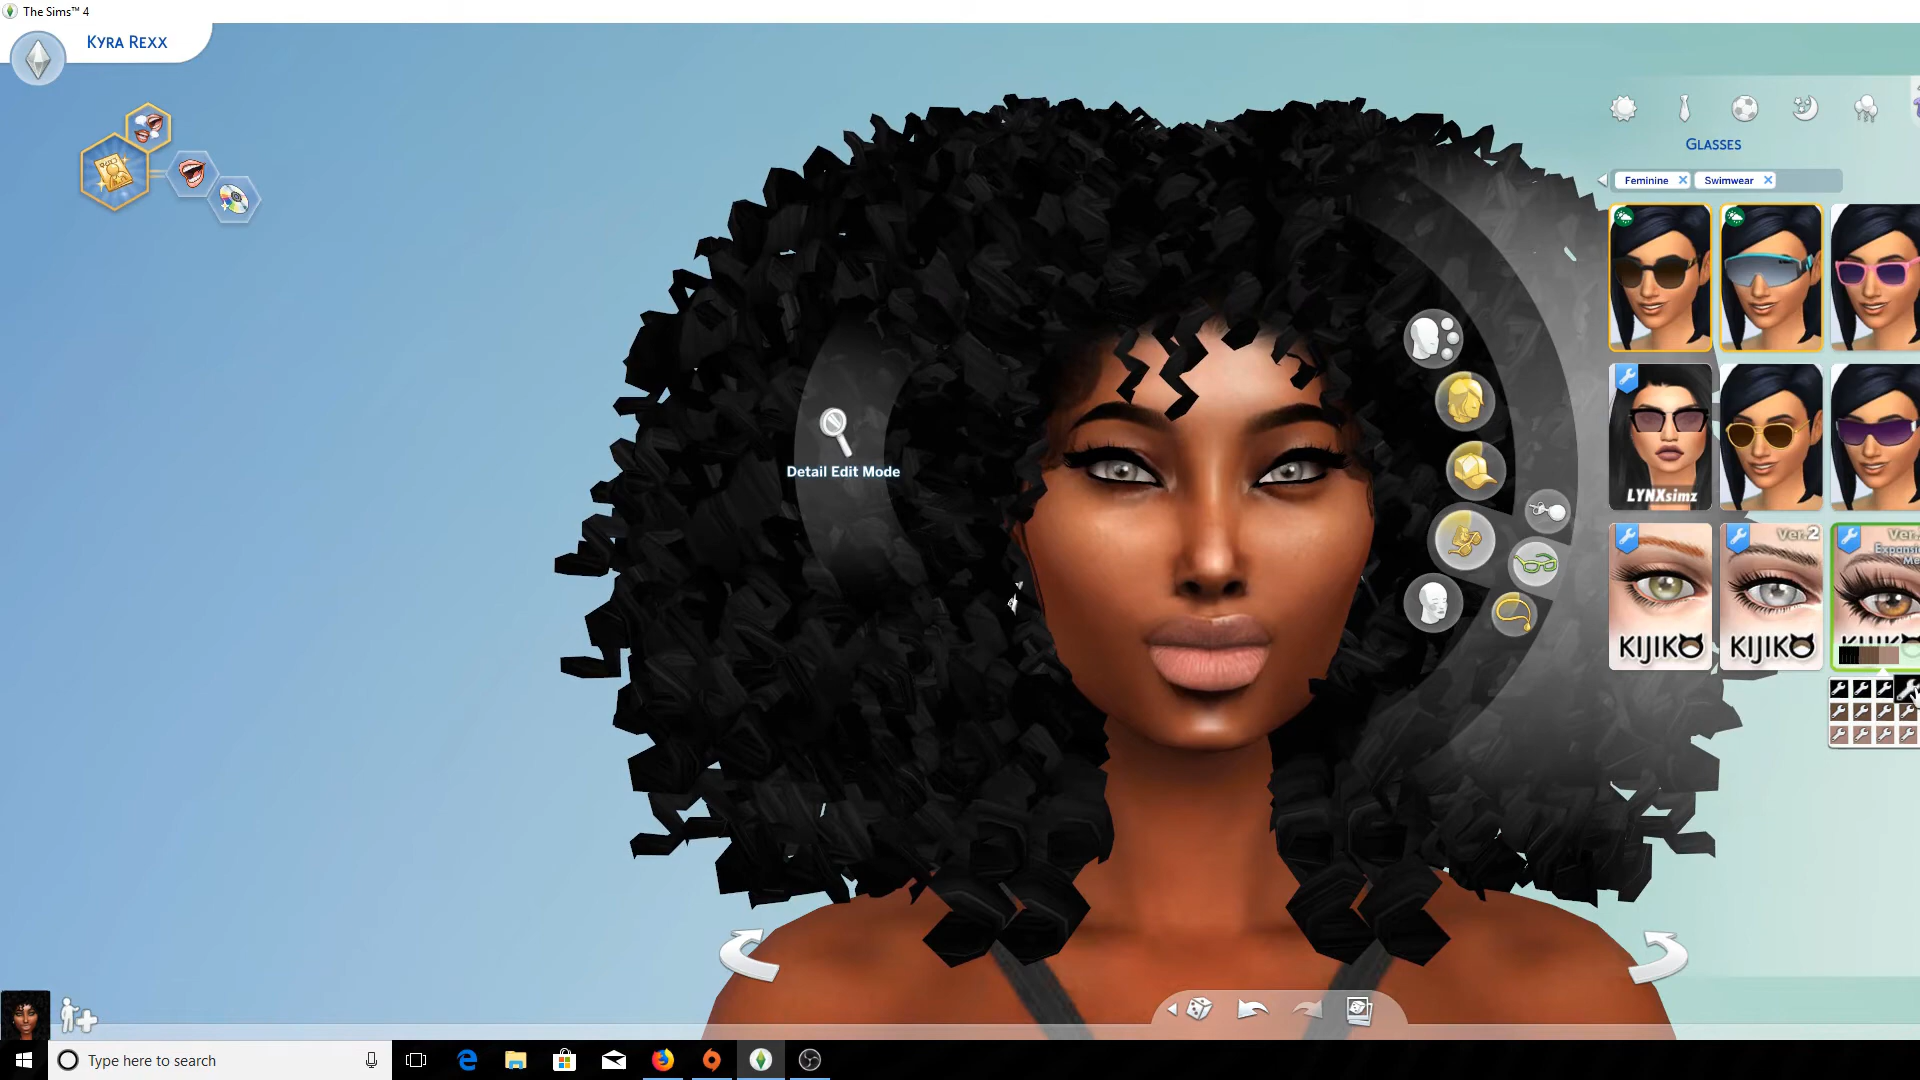 The Sims™ 4
Kyra Rexx
Glasses
Feminine
Swimwear
Detail Edit Mode
LYNXsimz
KIJIKO
Ver.2
KIJIKO
Ver.
Type here to search